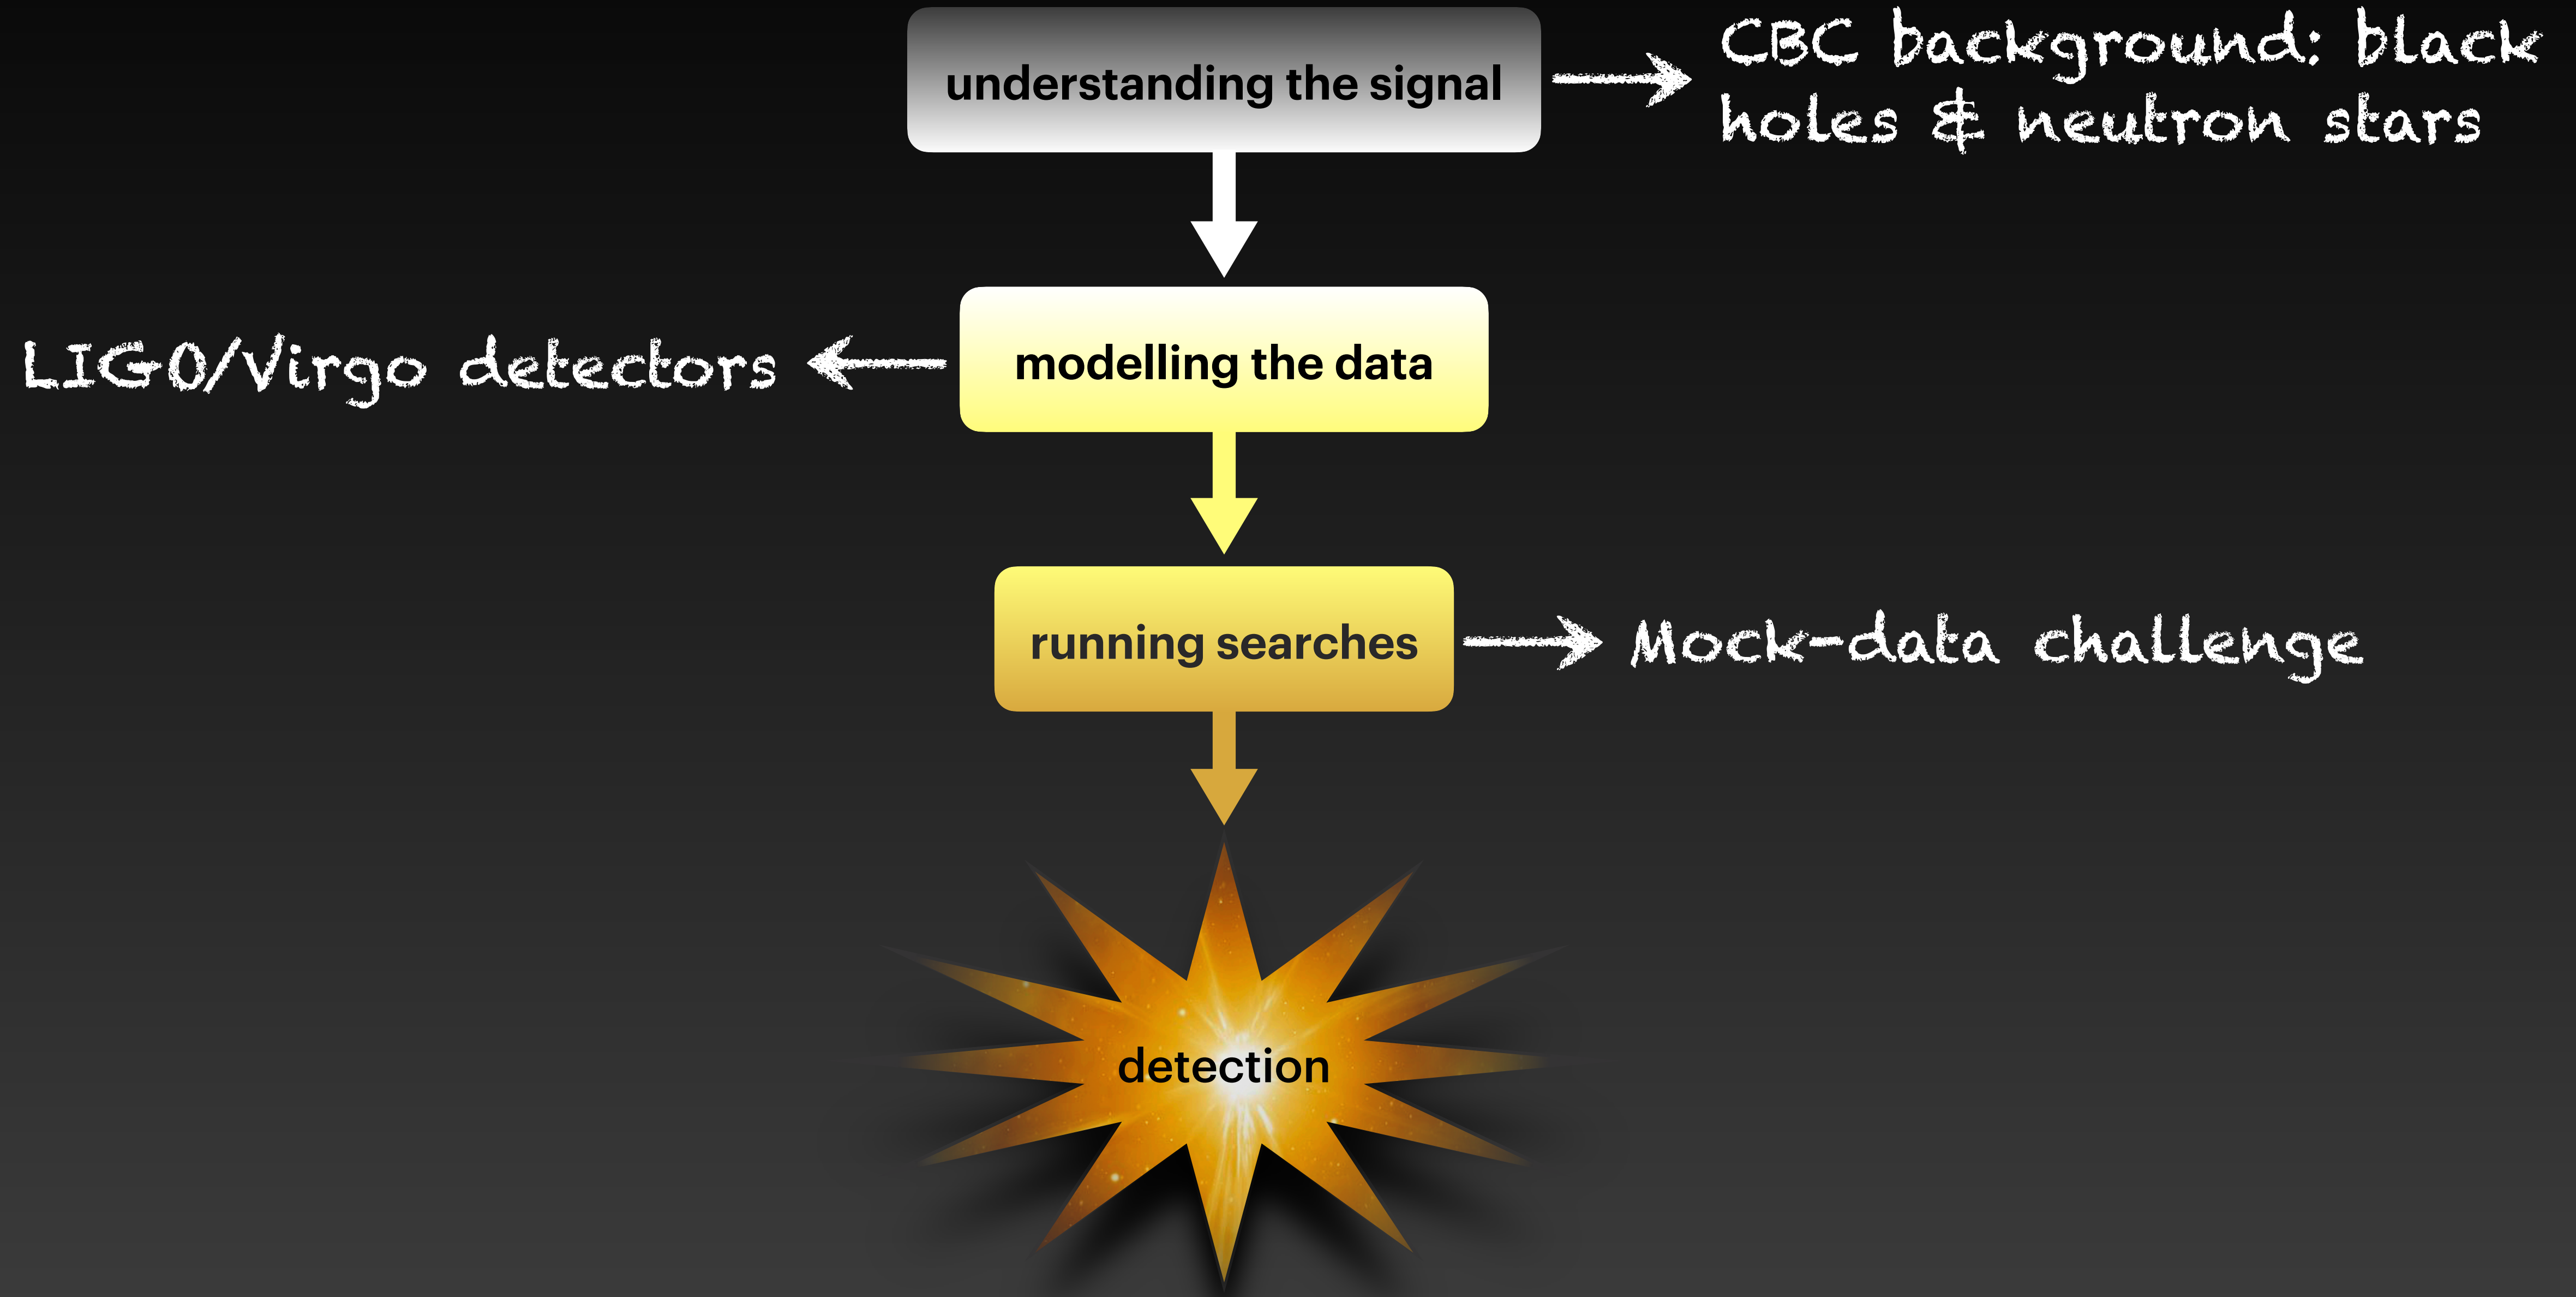 understanding the signal
CBC background: black
holes & neutron stars
LIGO/Virgo detectors
modelling the data
running searches
Mock-data challenge
detection